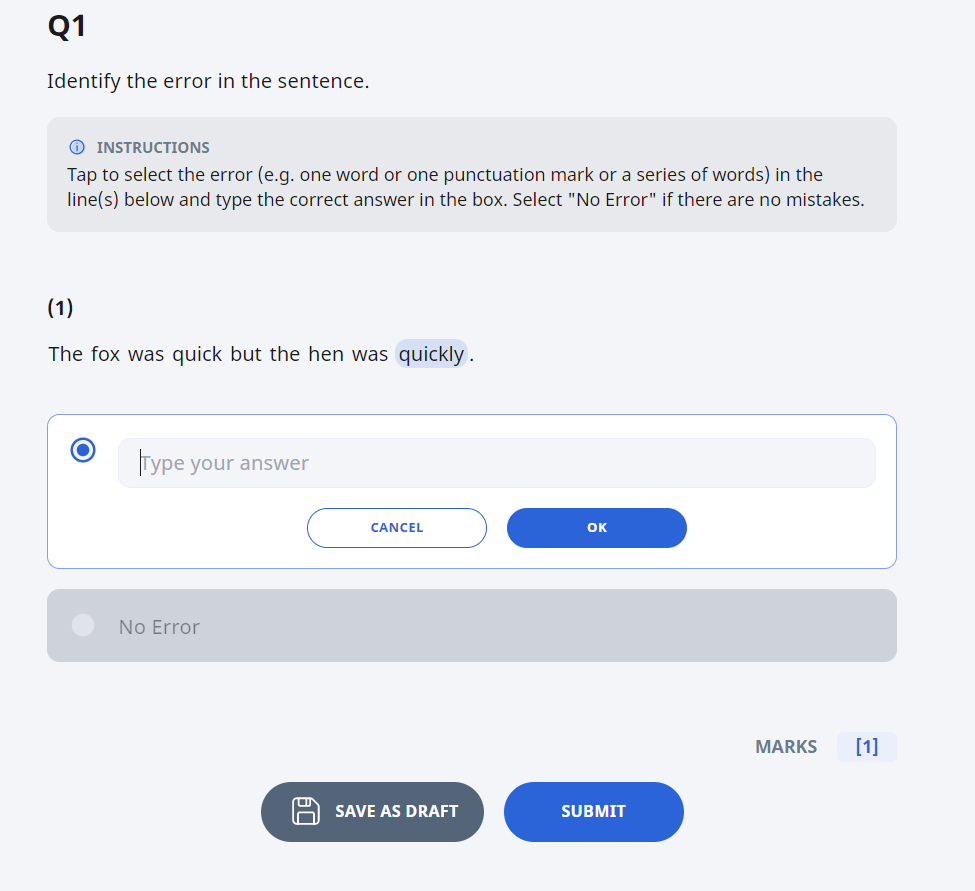 Q1
Identify the error in the sentence.
INSTRUCTIONS
Tap to select the error (e.g. one word or one punctuation mark or a series of words) in the
line(s) below and type the correct answer in the box. Select "No Error" if there are no mistakes.
(1)
The fox was quick but the hen was quickly.
Type your answer
CANCEL OK
No Error
MARKS [1]
SAVE AS DRAFT SUBMIT